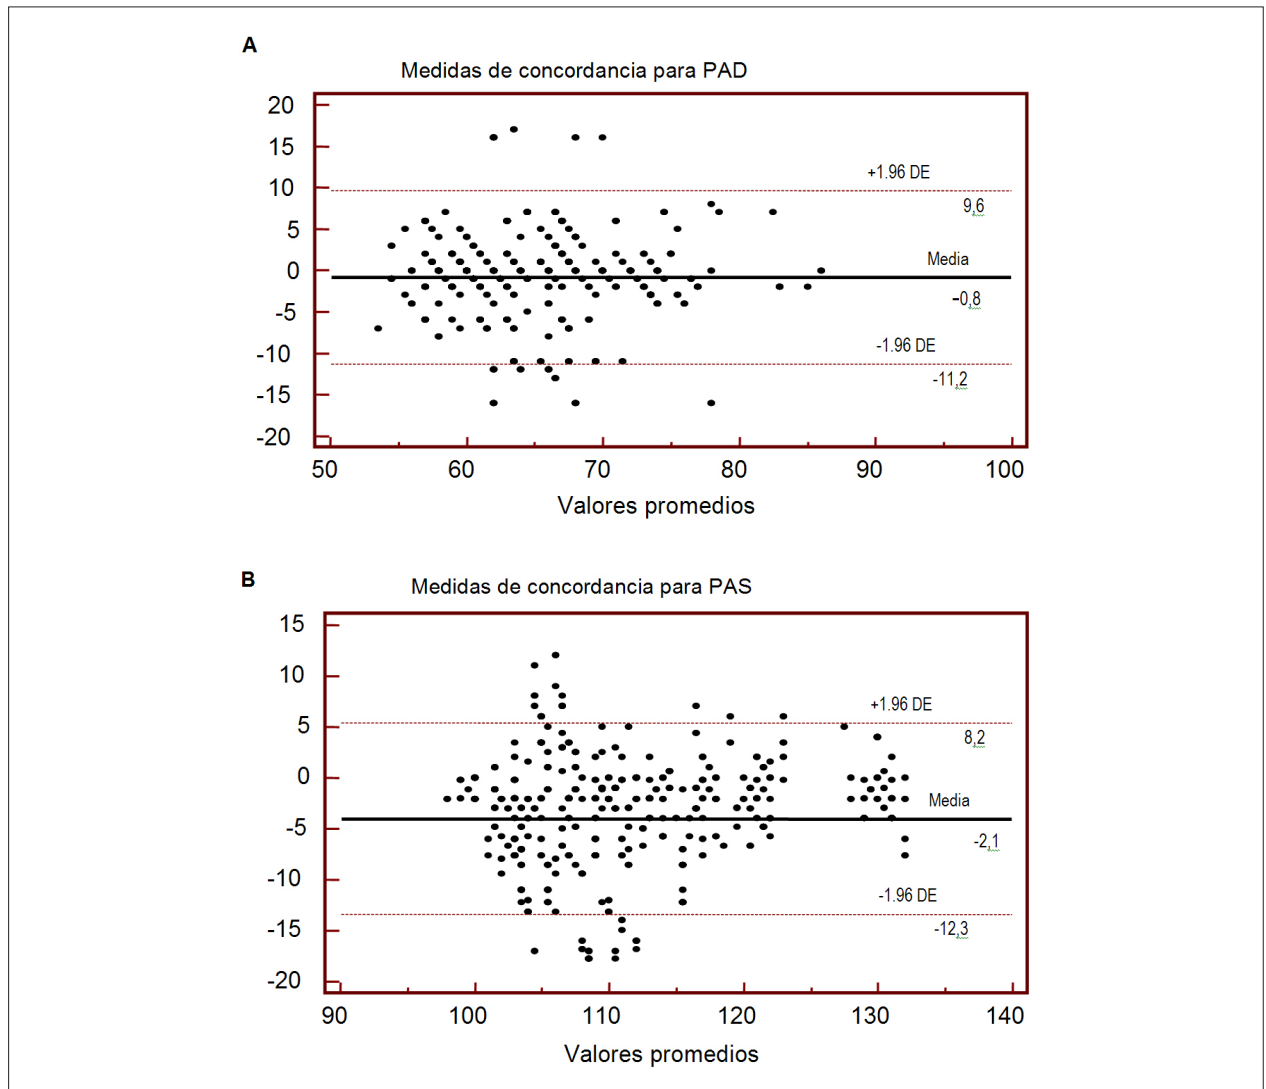 A
Medidas de concordancia para PAD
20
15
10
5
0
-5
-10
-15
-20
+1.96 DE
9,6
Media
-0,8
-1.96 DE
-11,2
50 60 70 80 90 100
Valores promedios
B
Medidas de concordancia para PAS
15
10
5
0
-5
-10
-15
-20
+1.96 DE
8,2
Media
-2,1
-1.96 DE
-12,3
90 100 110 120 130 140
Valores promedios